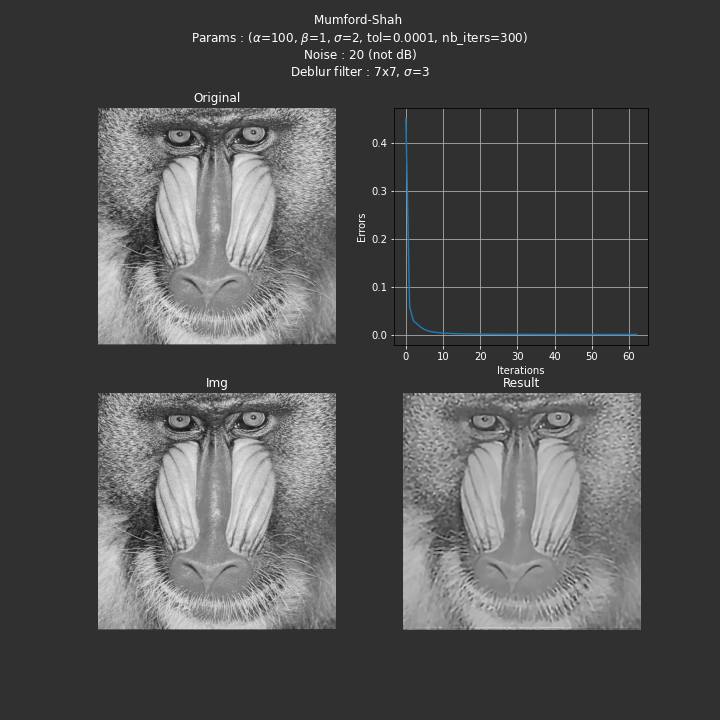 Mumford-Shah
Params : (α=100, β=1, σ=2, tol=0.0001, nb_iters=300)
Noise : 20 (not dB)
Deblur filter : 7x7, σ=3
Original
0.4
0.3
0.2
0.1
0.0
Errors
0 10 20 30 40 50 60
Iterations
Img
Result